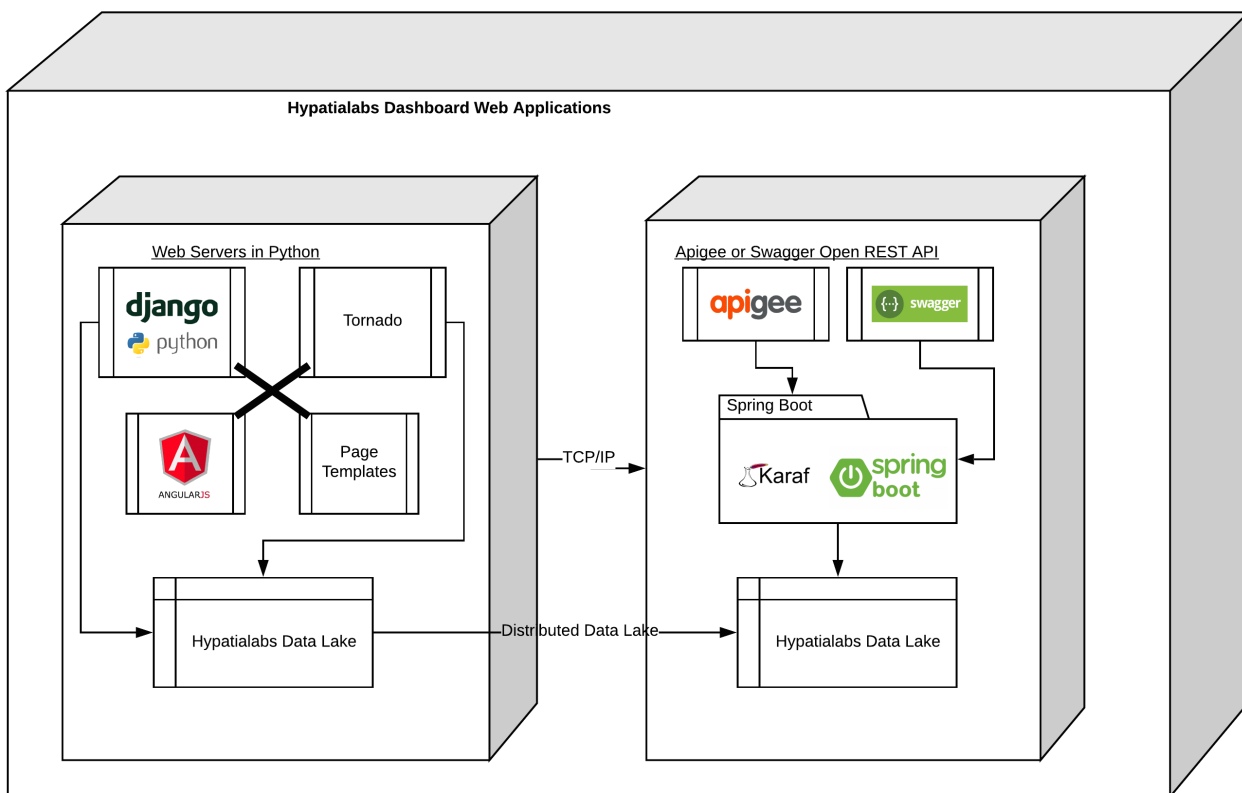 Hypatialabs Dashboard Web Applications
Web Servers in Python
django
python
Tornado
ANGULARJS
Page
Templates
Hypatialabs Data Lake
TCP/IP
Distributed Data Lake
Apigee or Swagger Open REST API
apigee
{···} swagger
Spring Boot
Karaf
spring
boot
Hypatialabs Data Lake